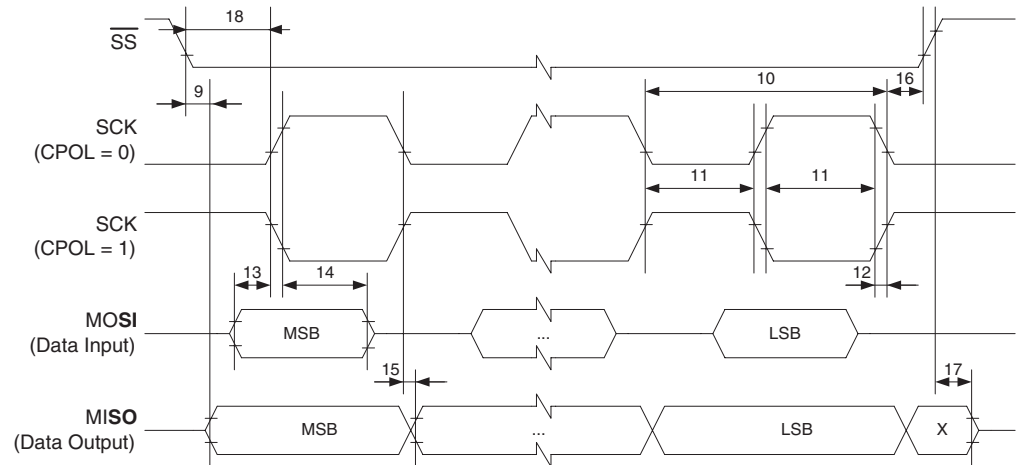 18
SS
10
9
16
SCK
(CPOL = 0)
11
11
SCK
(CPOL = 1)
13
14
12
MOSI
(Data Input)
MSB
...
LSB
15
17
MISO
(Data Output)
MSB
...
LSB
X